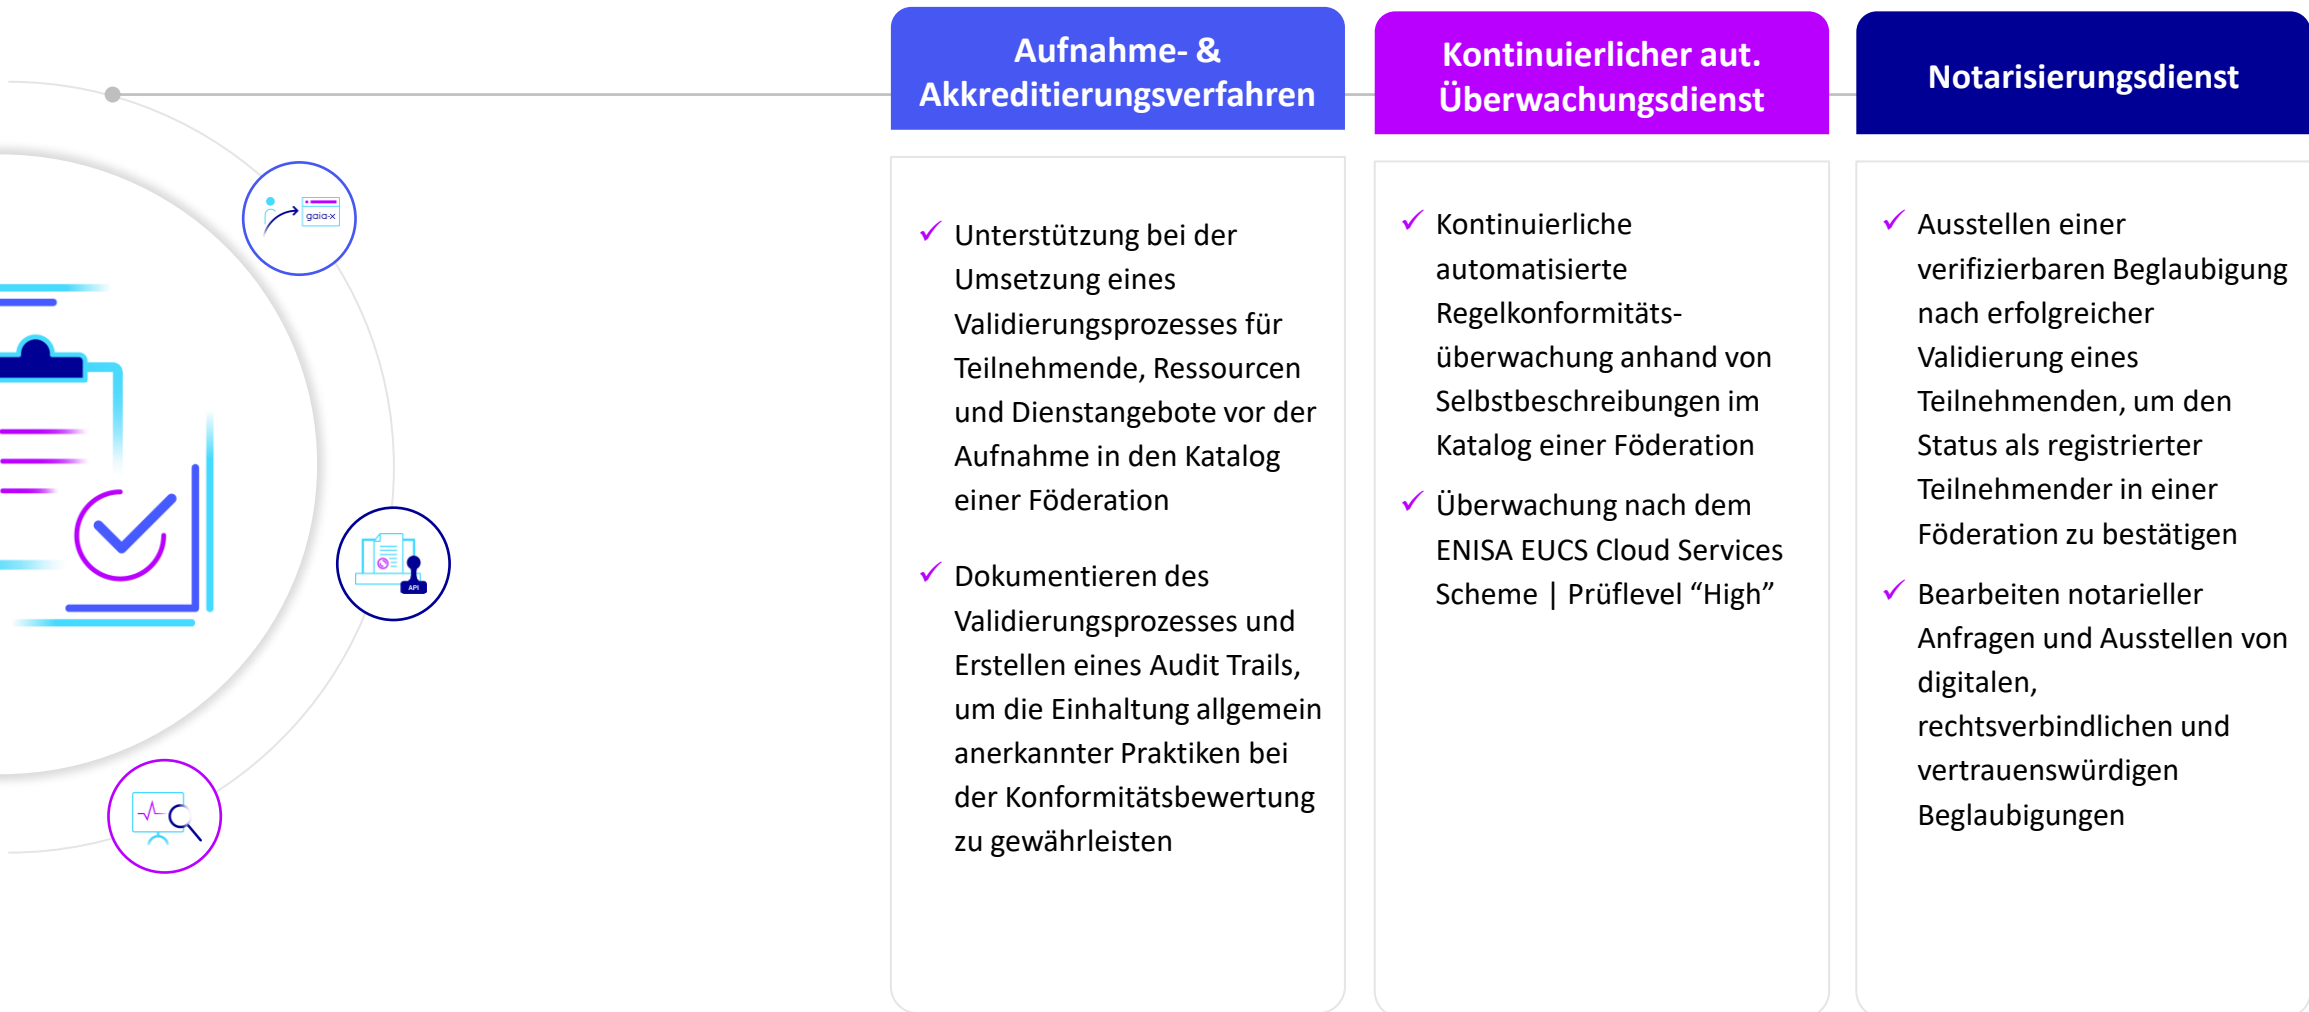 gaia-x
API
Aufnahme- &
Akkreditierungsverfahren
Unterstützung bei der
Umsetzung eines
Validierungsprozesses für
Teilnehmende, Ressourcen
und Dienstangebote vor der
Aufnahme in den Katalog
einer Föderation
Dokumentieren des
Validierungsprozesses und
Erstellen eines Audit Trails,
um die Einhaltung allgemein
anerkannter Praktiken bei
der Konformitätsbewertung
zu gewährleisten
Kontinuierlicher aut.
Überwachungsdienst
Kontinuierliche
automatisierte
Regelkonformitäts-
überwachung anhand von
Selbstbeschreibungen im
Katalog einer Föderation
Überwachung nach dem
ENISA EUCS Cloud Services
Scheme | Prüflevel “High”
Notarisierungsdienst
Ausstellen einer
verifizierbaren Beglaubigung
nach erfolgreicher
Validierung eines
Teilnehmenden, um den
Status als registrierter
Teilnehmender in einer
Föderation zu bestätigen
Bearbeiten notarieller
Anfragen und Ausstellen von
digitalen,
rechtsverbindlichen und
vertrauenswürdigen
Beglaubigungen